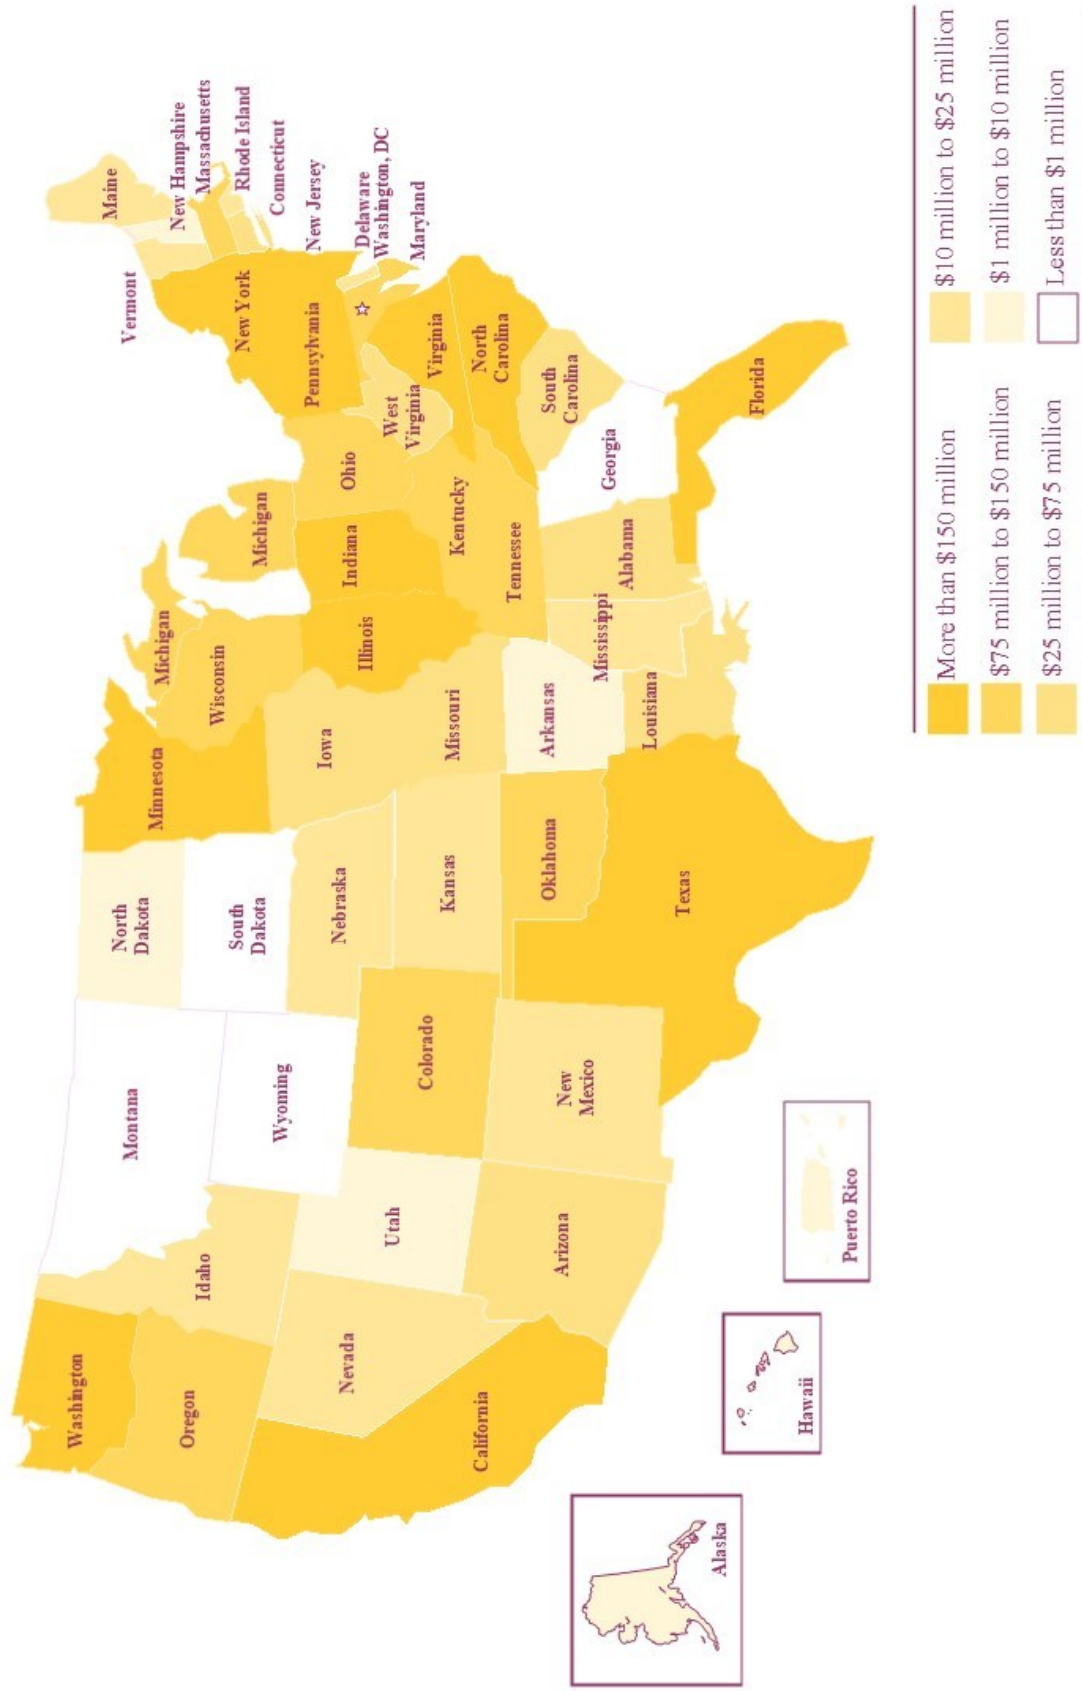 Washington
Oregon
California
Nevada
Idaho
Montana
Wyoming
Utah
Arizona
Colorado
New
Mexico
North
Dakota
South
Dakota
Nebraska
Kansas
Oklahoma
Texas
Minnesota
Iowa
Missouri
Arkansas
Louisiana
Wisconsin
Michigan
Michigan
Illinois
Indiana
Ohio
Kentucky
Tennessee
Mississippi
Alabama
Georgia
Florida
South
Carolina
North
Carolina
Virginia
West
Virginia
Pennsylvania
New York
Vermont
Maine
New Hampshire
Massachusetts
Rhode Island
Connecticut
New Jersey
Delaware
Washington, DC
Maryland
Alaska
Hawaii
Puerto Rico
More than $150 million
$75 million to $150 million
$25 million to $75 million
$10 million to $25 million
$1 million to $10 million
Less than $1 million